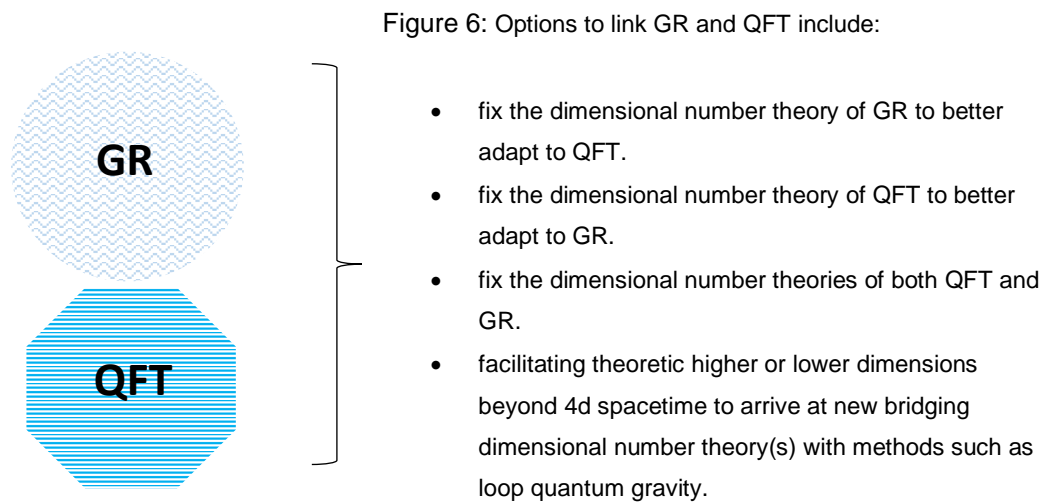 Figure 6: Options to link GR and QFT include:
GR
QFT
• fix the dimensional number theory of GR to better
adapt to QFT.
• fix the dimensional number theory of QFT to better
adapt to GR.
• fix the dimensional number theories of both QFT and
GR.
• facilitating theoretic higher or lower dimensions
beyond 4d spacetime to arrive at new bridging
dimensional number theory(s) with methods such as
loop quantum gravity.